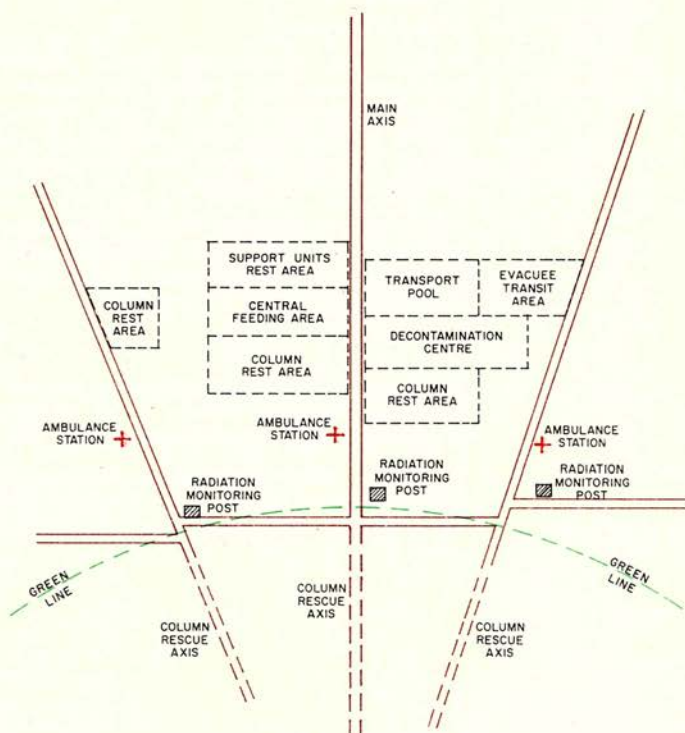 MAIN
AXIS
SUPPORT UNITS
REST AREA
CENTRAL
FEEDING AREA
COLUMN
REST AREA
COLUMN
REST
AREA
TRANSPORT
POOL
EVACUEE
TRANSIT
AREA
DECONTAMINATION
CENTRE
COLUMN
REST AREA
AMBULANCE
STATION
AMBULANCE
STATION
AMBULANCE
STATION
RADIATION
MONITORING
POST
RADIATION
MONITORING
POST
RADIATION
MONITORING
POST
GREEN
LINE
COLUMN
RESCUE
AXIS
COLUMN
RESCUE
AXIS
COLUMN
RESCUE
AXIS
GREEN
LINE